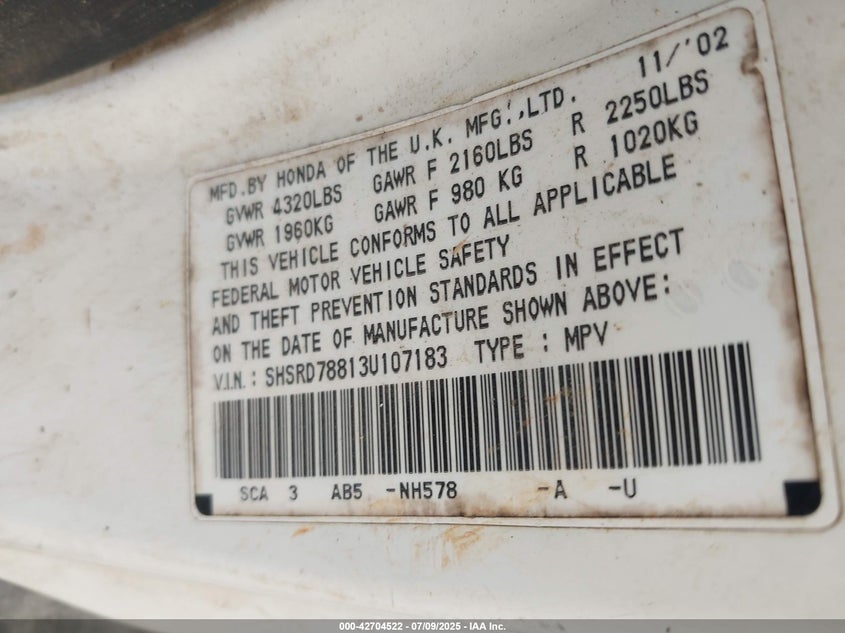 11/'02
MFD.BY HONDA OF THE U.K. MFG.,LTD.
GVWR 4320LBS GAWR F 2160LBS R 2250LBS
GVWR 1960KG GAWR F 980 KG R 1020KG
THIS VEHICLE CONFORMS TO ALL APPLICABLE
FEDERAL MOTOR VEHICLE SAFETY
AND THEFT PREVENTION STANDARDS IN EFFECT
ON THE DATE OF MANUFACTURE SHOWN ABOVE:
V.I.N.: SHSRD78813U107183 TYPE : MPV
SCA 3 AB5 -NH578 -A -U
000-42704522 | 07/09/2025 - IAA Inc.